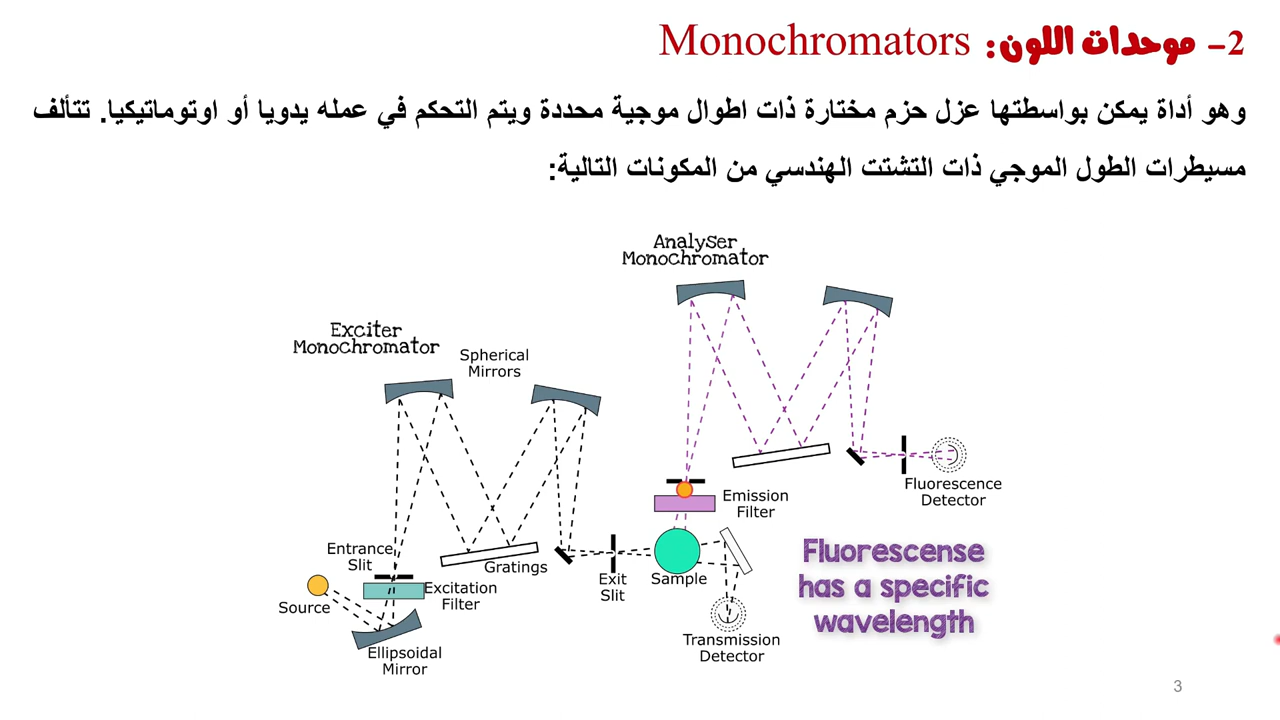 2- موحدات اللون: Monochromators
وهو أداة يمكن بواسطتها عزل حزم مختارة ذات اطوال موجية محددة ويتم التحكم في عمله يدويا أو اوتوماتيكيا. تتألف
مسيطرات الطول الموجي ذات التشتت الهندسي من المكونات التالية:
Analyser
Monochromator
Exciter
Monochromator
Spherical
Mirrors
Fluorescence
Detector
Emission
Filter
Entrance
Slit
Gratings
Exit
Slit
Sample
Source
Excitation
Filter
Ellipsoidal
Mirror
Transmission
Detector
Fluorescense
has a specific
wavelength
3